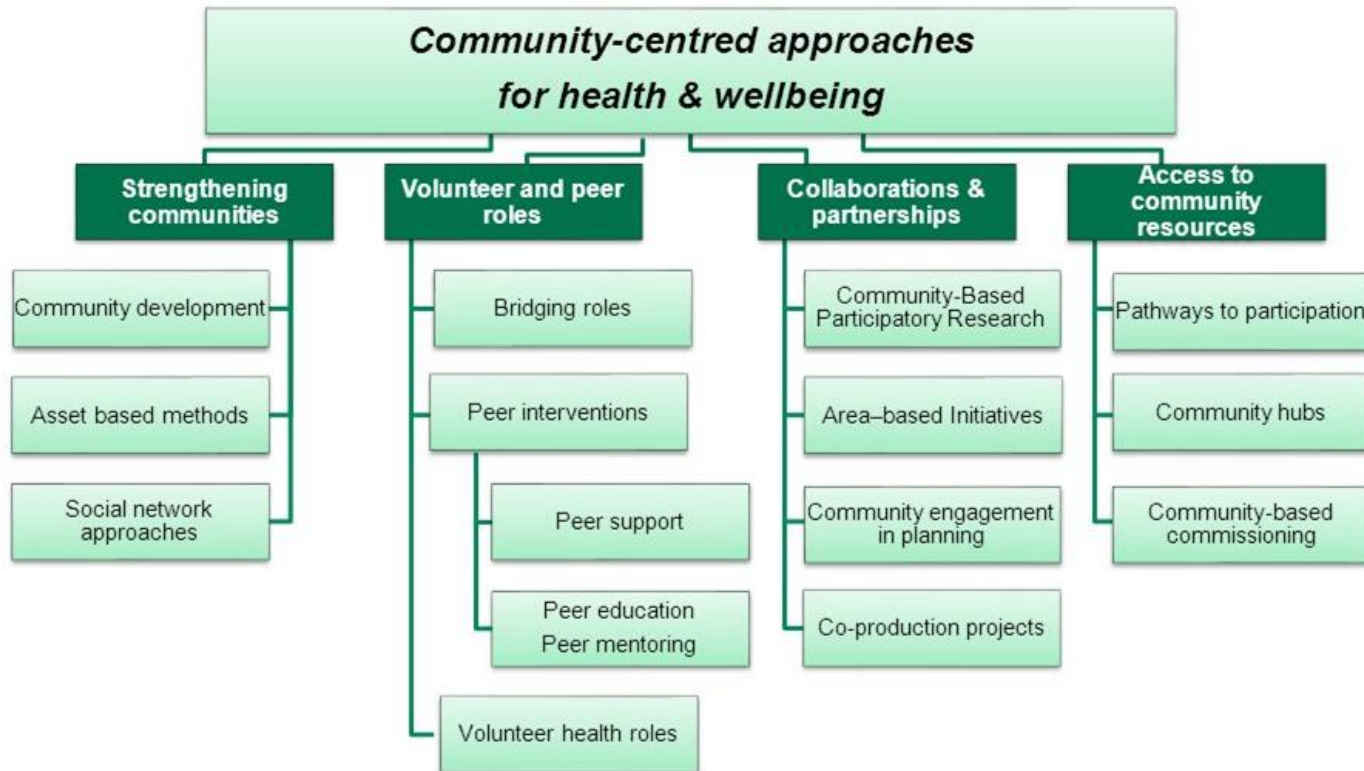 Community-centred approaches
for health & wellbeing
Strengthening
communities
Community development
Asset based methods
Social network
approaches
Volunteer and peer
roles
Bridging roles
Peer interventions
Peer support
Peer education
Peer mentoring
Volunteer health roles
Collaborations &
partnerships
Community-Based
Participatory Research
Area–based Initiatives
Community engagement
in planning
Co-production projects
Access to
community
resources
Pathways to participation
Community hubs
Community-based
commissioning